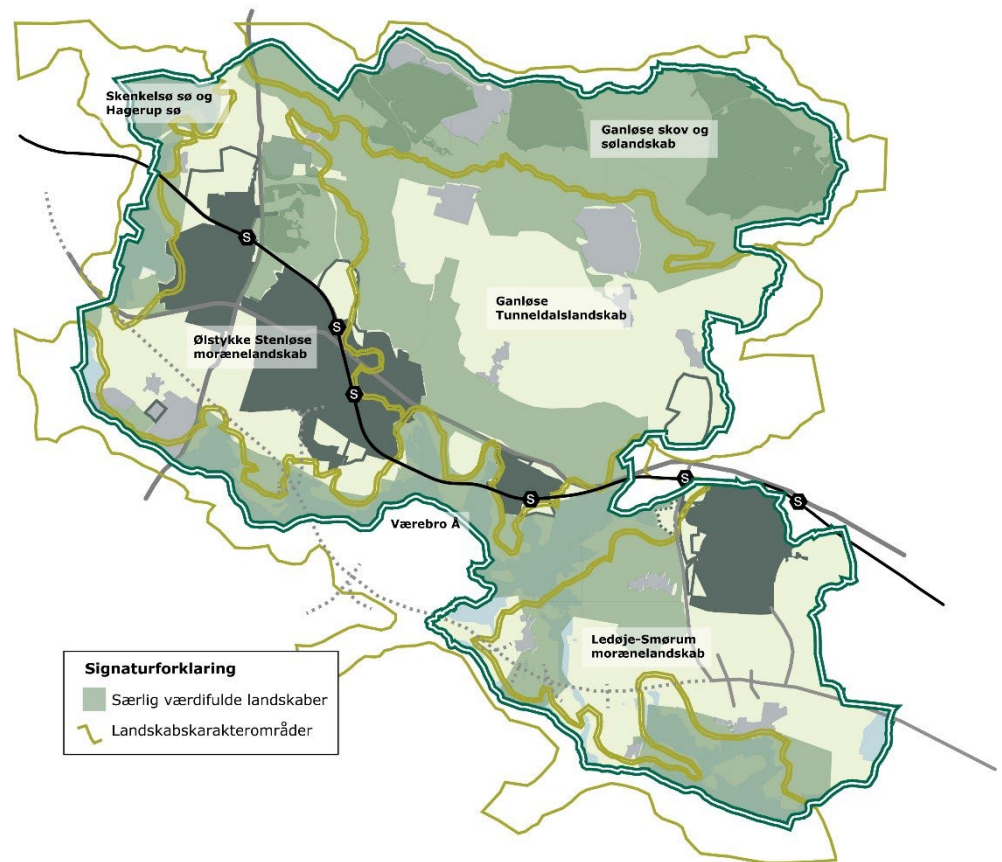 Skenkelsø sø og
Hagerup sø
Ganløse skov og
sølandskab
S
Ganløse
Tunneldalslandskab
S
Ølstykke Stenløse
morænelandskab
S
S
S
S
Værebro Å
Ledøje-Smørum
morænelandskab
Signaturforklaring
Særlig værdifulde landskaber
Landskabskarakterområder